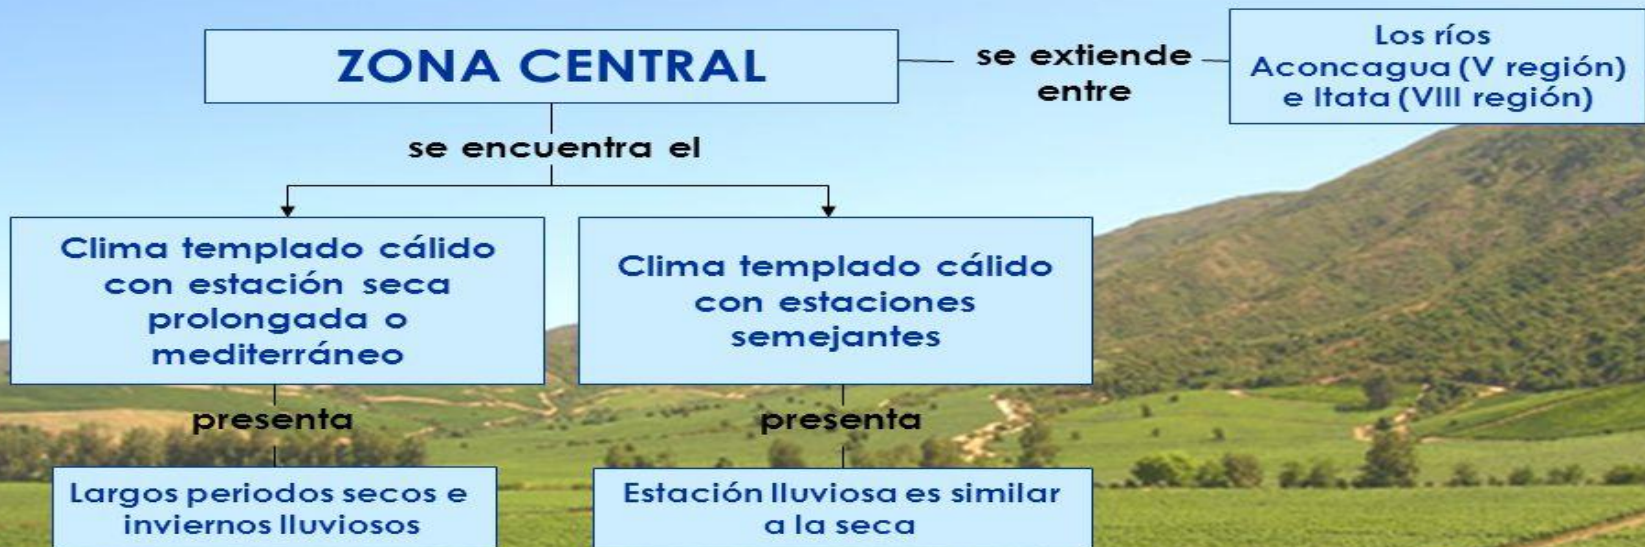 ZONA CENTRAL
se extiende
entre
Los ríos
Aconcagua (V región)
e Itata (VIII región)
se encuentra el
Clima templado cálido
con estación seca
prolongada o
mediterráneo
Clima templado cálido
con estaciones
semejantes
presenta
presenta
Largos periodos secos e
inviernos lluviosos
Estación lluviosa es similar
a la seca